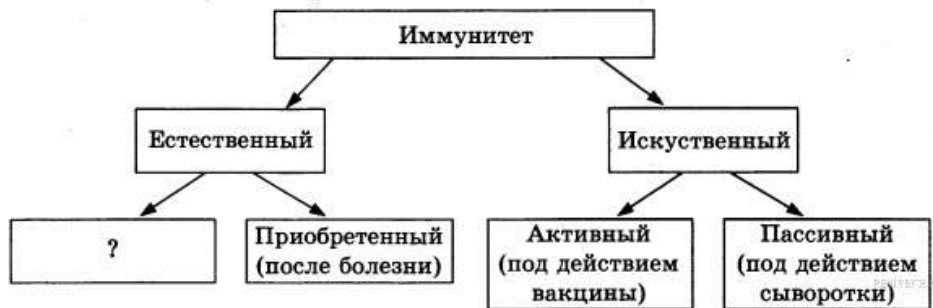 Иммунитет
Естественный
Искуственный
?
Приобретенный
(после болезни)
Активный
(под действием
вакцины)
Пассивный
(под действием
сыворотки)